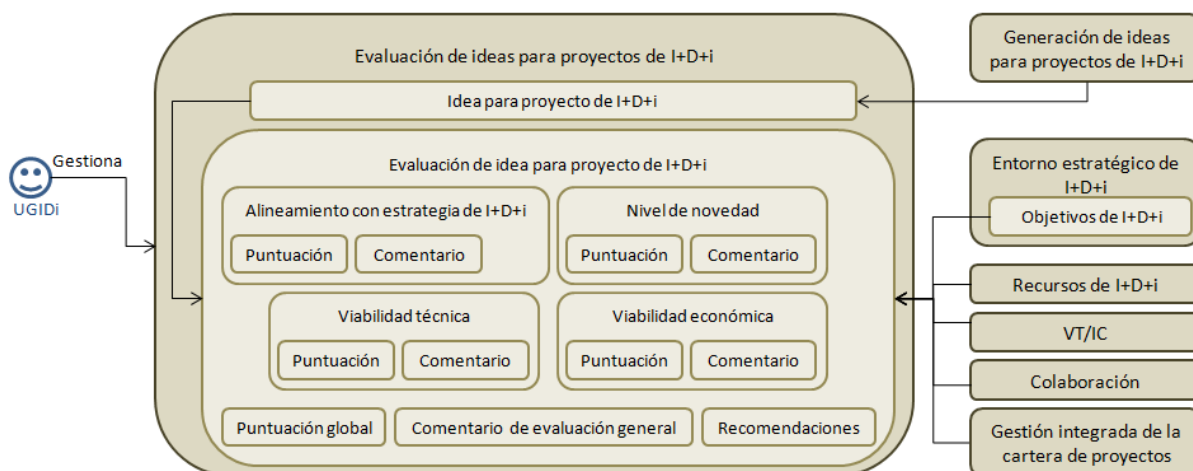 Evaluación de ideas para proyectos de I+D+i
Idea para proyecto de I+D+i
Generación de ideas
para proyectos de I+D+i
Gestiona
UGIDi
Evaluación de idea para proyecto de I+D+i
Alineamiento con estrategia de I+D+i
Puntuación
Comentario
Nivel de novedad
Puntuación
Comentario
Viabilidad técnica
Puntuación
Comentario
Viabilidad económica
Puntuación
Comentario
Puntuación global
Comentario de evaluación general
Recomendaciones
Entorno estratégico de
I+D+i
Objetivos de I+D+i
Recursos de I+D+i
VT/IC
Colaboración
Gestión integrada de la
cartera de proyectos